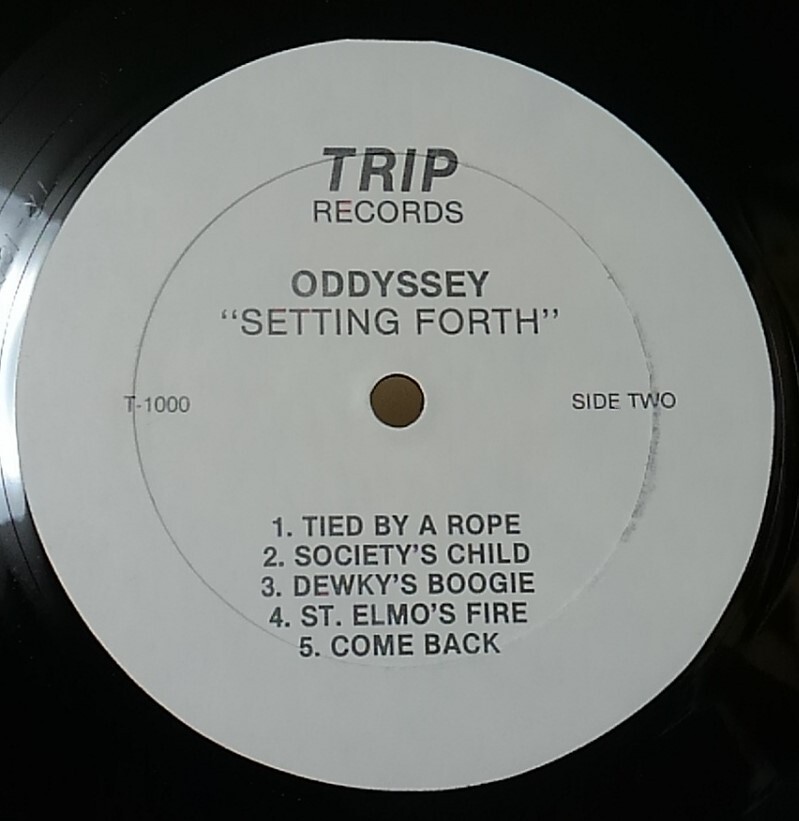 TRIP
RECORDS
ODDYSSEY
“SETTING FORTH”
T-1000
SIDE TWO
1. TIED BY A ROPE
2. SOCIETY'S CHILD
3. DEWKY'S BOOGIE
4. ST. ELMO'S FIRE
5. COME BACK